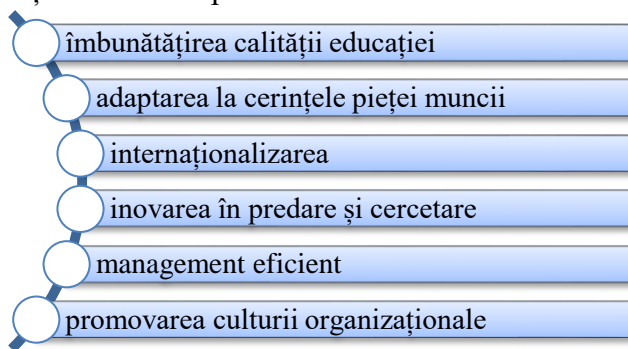 îmbunătățirea calității educației
adaptarea la cerințele pieței muncii
internaționalizarea
inovarea în predare și cercetare
management eficient
promovarea culturii organizaționale